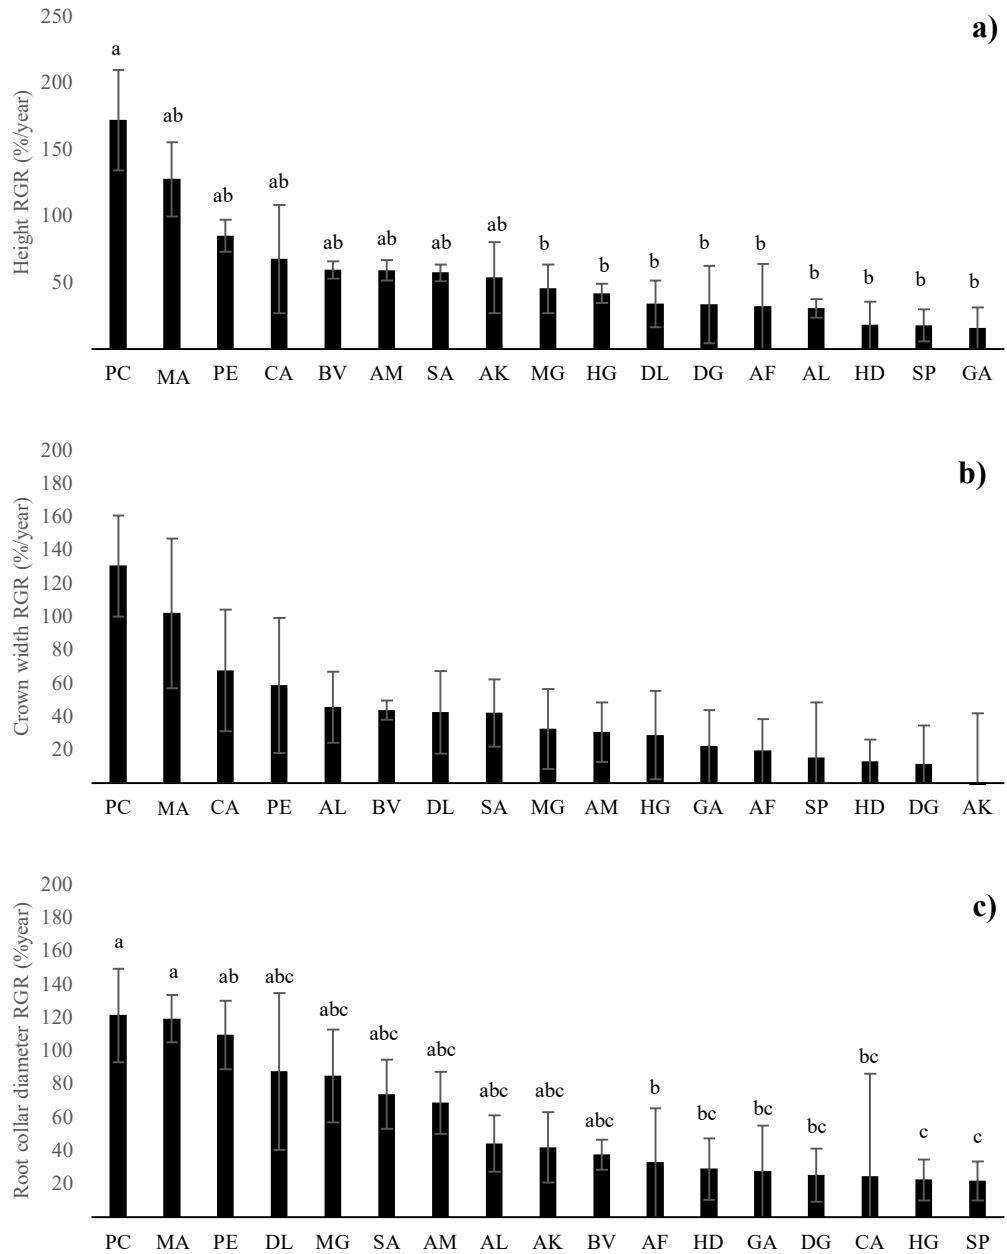 250
a)
200
150
100
50
Height RGR (%/year)
a
ab
ab
ab
ab
ab
ab
ab
b
b
b
b
b
b
b
b
b
PC MA PE CA BV AM SA AK MG HG DL DG AF AL HD SP GA
200
b)
180
160
140
120
100
80
60
40
20
Crown width RGR (%/year)
PC MA CA PE AL BV DL SA MG AM HG GA AF SP HD DG AK
200
c)
180
160
140
120
100
80
60
40
20
Root collar diameter RGR (%year)
a
a
ab
abc
abc
abc
abc
abc
abc
abc
b
bc
bc
bc
bc
c
c
PC MA PE DL MG SA AM AL AK BV AF HD GA DG CA HG SP